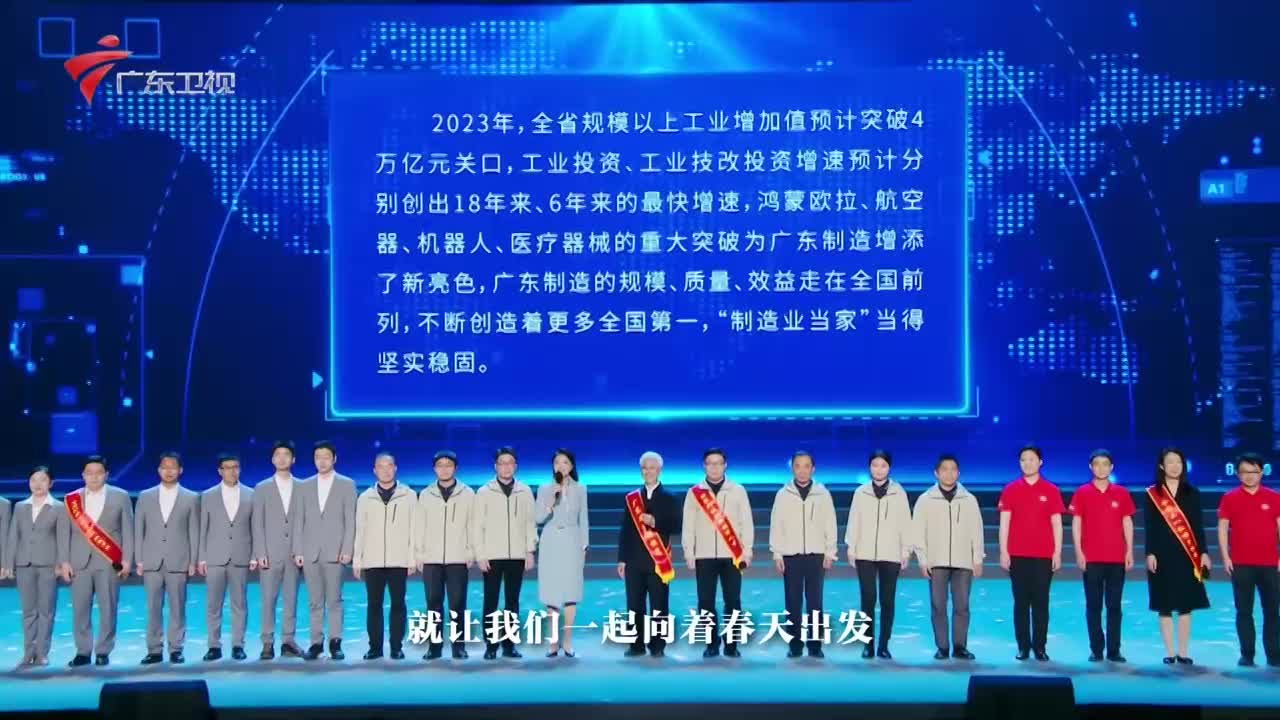 广东卫视
2023年,全省规模以上工业增加值预计突破4
万亿元关口,工业投资、工业技改投资增速预计分
别创出18年来、6年来的最快增速,鸿蒙欧拉、航空
器、机器人、医疗器械的重大突破为广东制造增添
了新亮色,广东制造的规模、质量、效益走在全国前
列,不断创造着更多全国第一,“制造业当家”当得
坚实稳固。
A1
就让我们一起向着春天出发